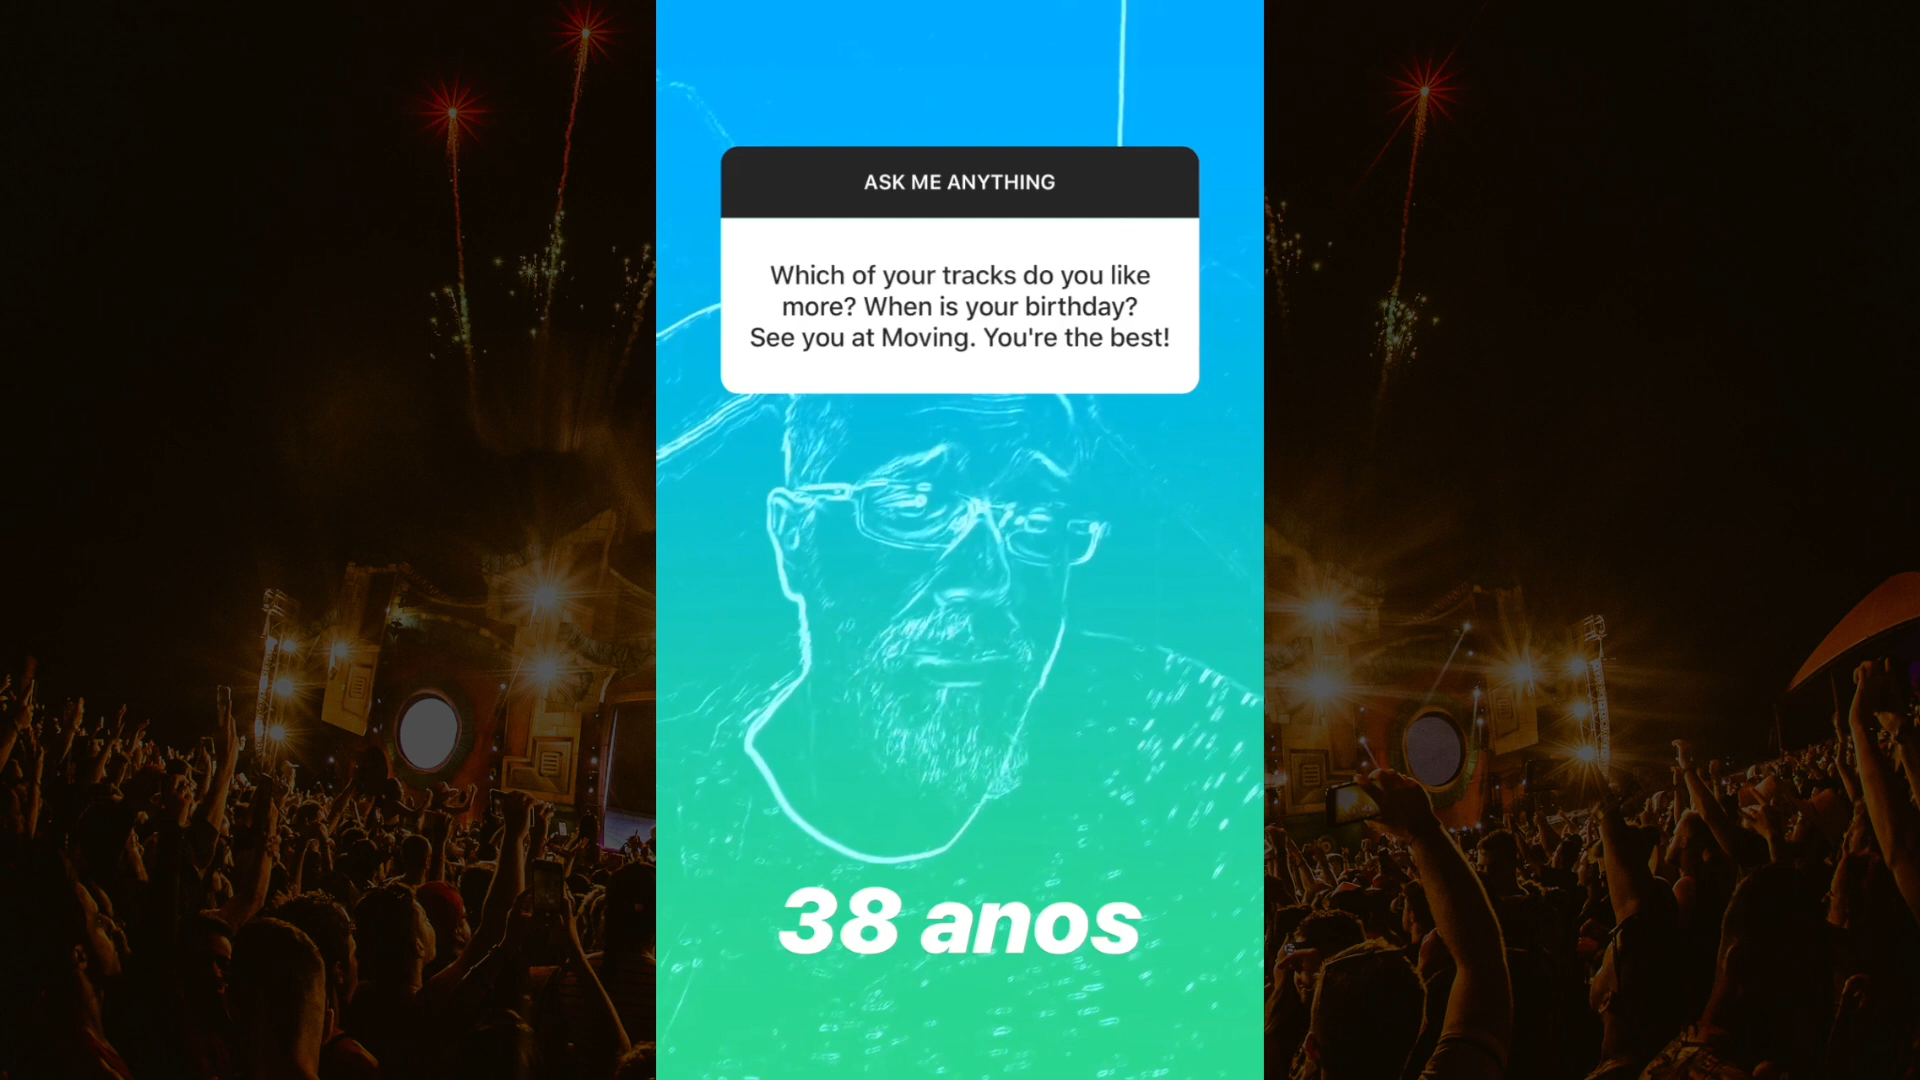 ASK ME ANYTHING
Which of your tracks do you like
more? When is your birthday?
See you at Moving. You're the best!
38 anos